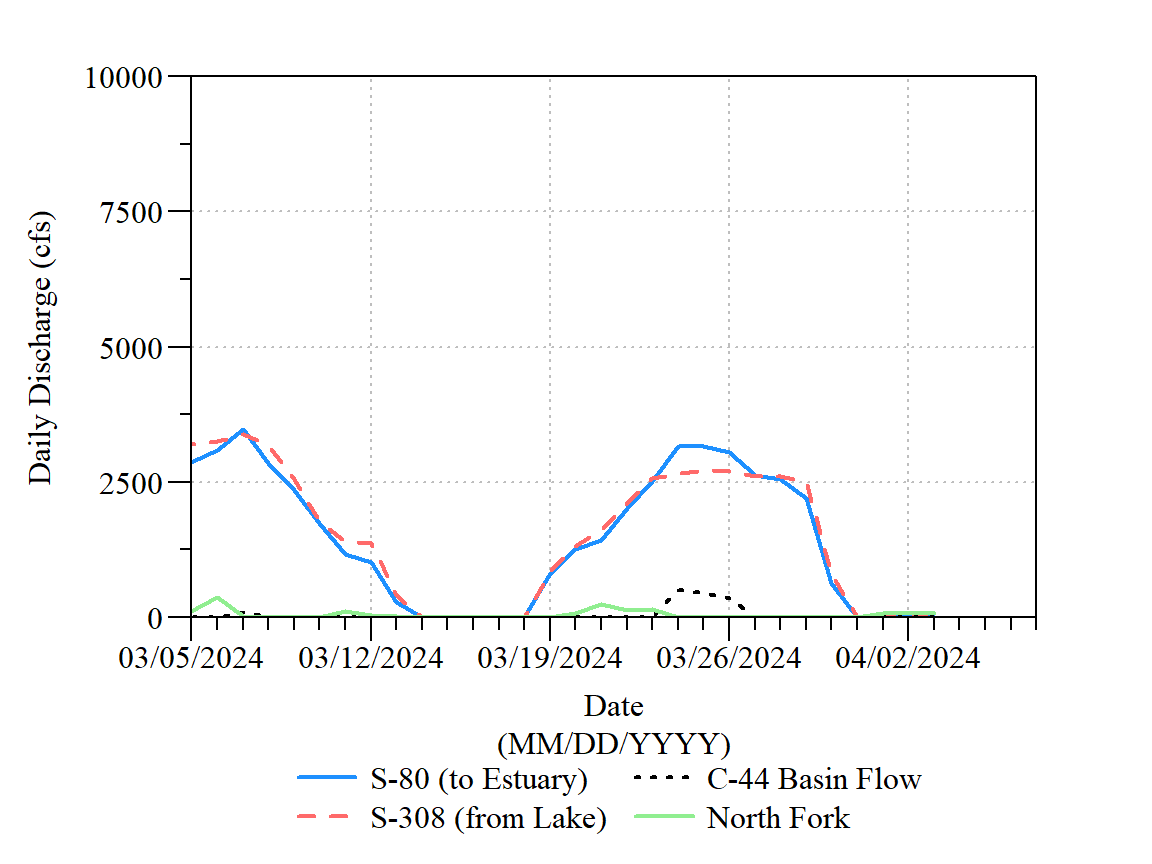 10000
7500
5000
2500
0
Daily Discharge (cfs)
03/05/2024 03/12/2024 03/19/2024 03/26/2024 04/02/2024
Date
(MM/DD/YYYY)
S-80 (to Estuary)
S-308 (from Lake)
C-44 Basin Flow
North Fork